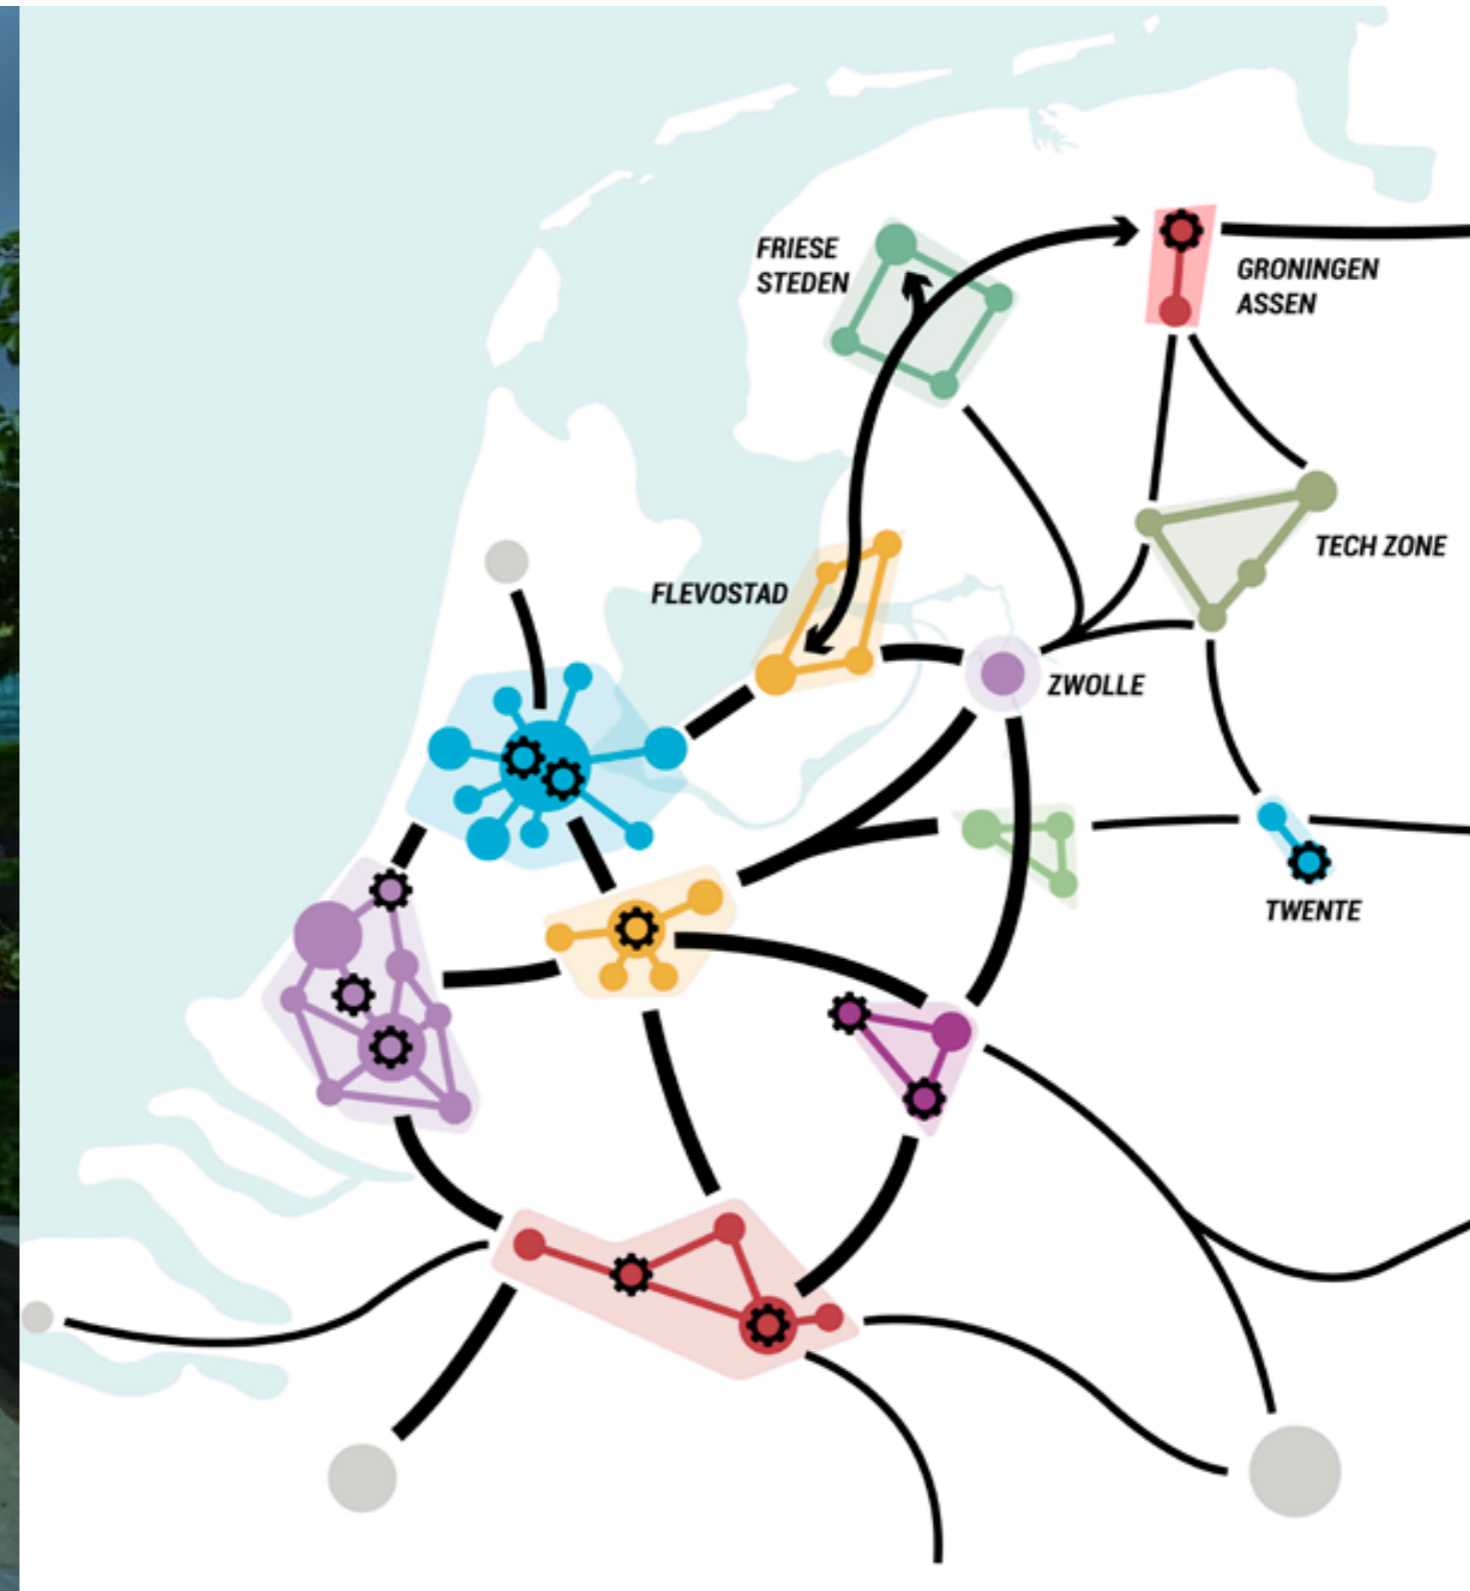 FRIESE
STEDEN
GRONINGEN
ASSEN
TECH ZONE
FLEVOSTAD
ZWOLLE
TWENTE